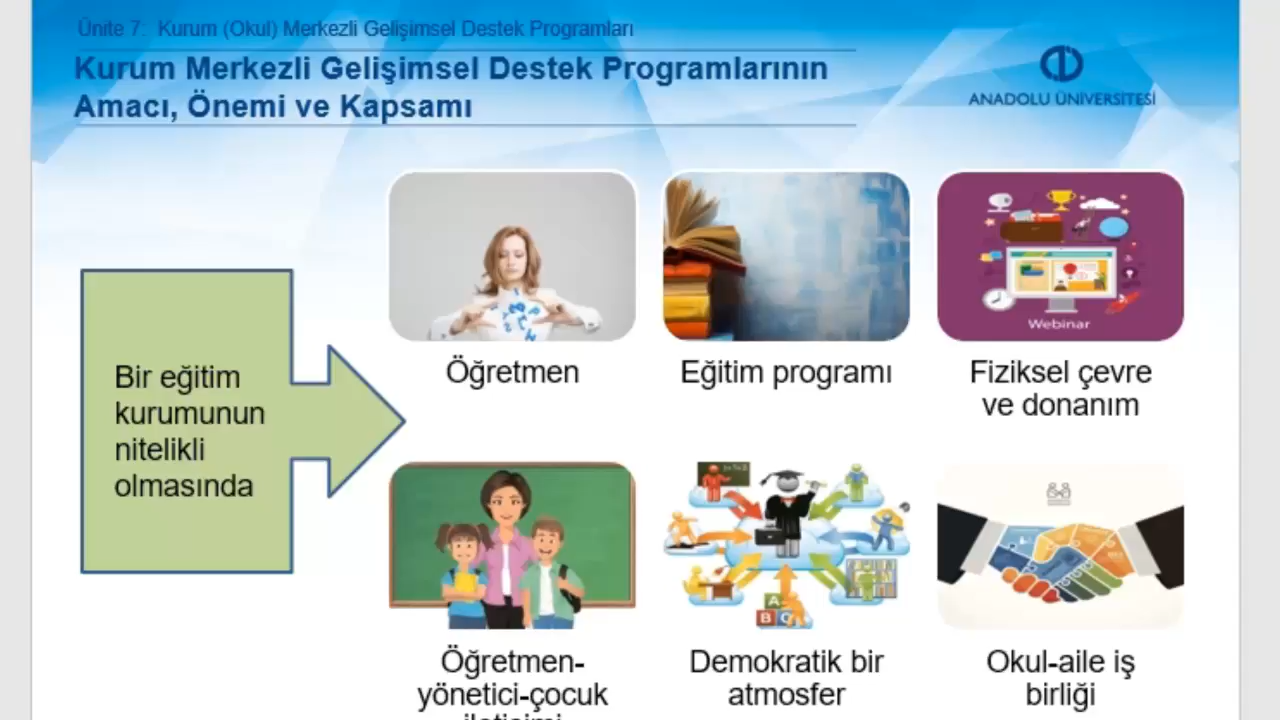 Ünite 7: Kurum (Okul) Merkezli Gelişimsel Destek Programları
Kurum Merkezli Gelişimsel Destek Programlarının
Amacı, Önemi ve Kapsamı
ANADOLU ÜNİVERSİTESİ
Bir eğitim
kurumunun
nitelikli
olmasında
Webinar
Öğretmen
Eğitim programı
Fiziksel çevre
ve donanım
Öğretmen-
yönetici-çocuk
iletişimi
Demokratik bir
atmosfer
Okul-aile iş
birliği